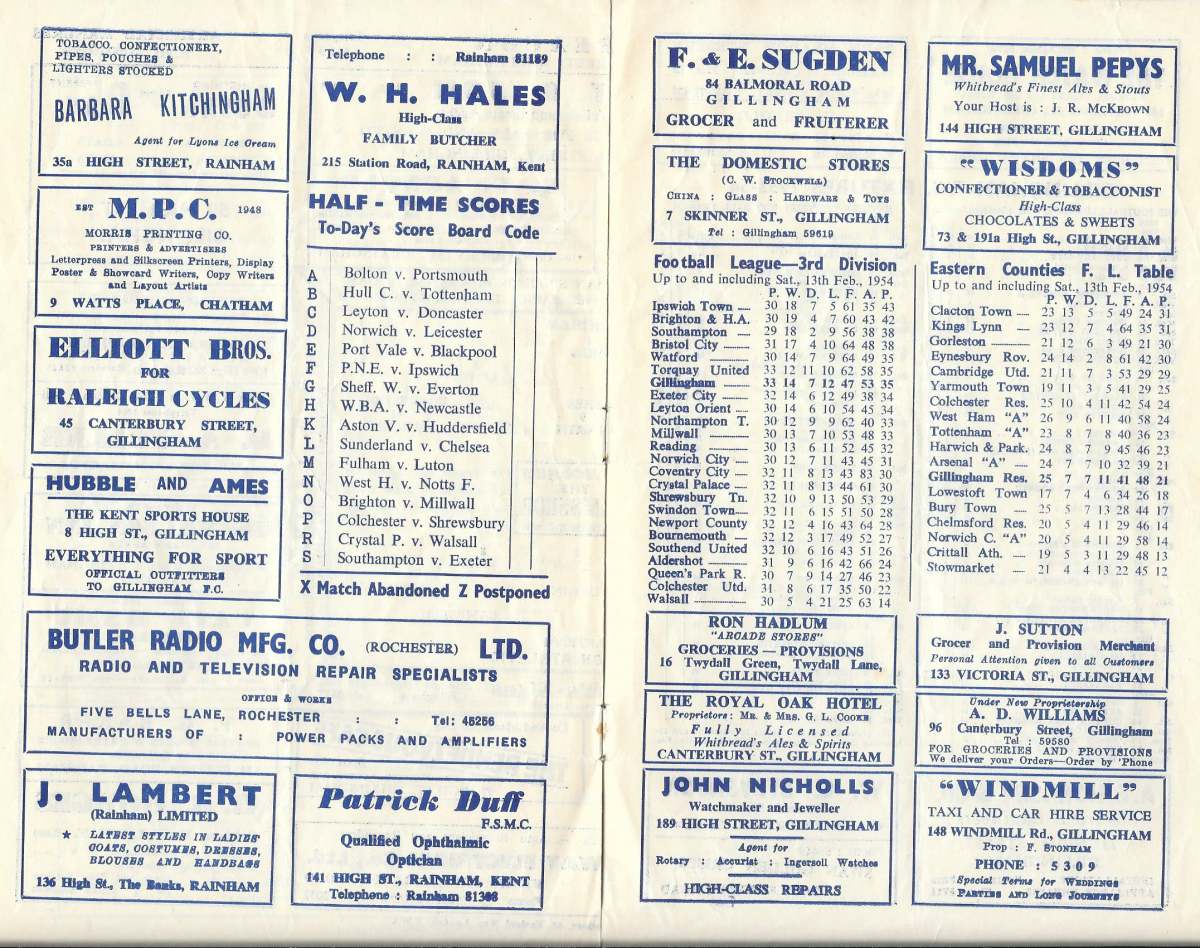 TOBACCO. CONFECTIONERY,
PIPES, POUCHES &
LIGHTERS STOCKED
BARBARA KITCHINGHAM
Agent for Lyons Ice Cream
35a HIGH STREET, RAINHAM
EST M.P.C. 1948
MORRIS PRINTING CO.
PRINTERS & ADVERTISERS
Letterpress and Silkscreen Printers, Display
Poster & Showcard Writers, Copy Writers
and Layout Artists
9 WATTS PLACE, CHATHAM
ELLIOTT BROS.
FOR
RALEIGH CYCLES
45 CANTERBURY STREET,
GILLINGHAM
HUBBLE AND AMES
THE KENT SPORTS HOUSE
8 HIGH ST., GILLINGHAM
EVERYTHING FOR SPORT
OFFICIAL OUTFITTERS
TO GILLINGHAM F.C.
Telephone : : Rainham 81189
W. H. HALES
High-Class
FAMILY BUTCHER
215 Station Road, RAINHAM, Kent
HALF - TIME SCORES
To-Day's Score Board Code
A Bolton v. Portsmouth
B Hull C. v. Tottenham
C Leyton v. Doncaster
D Norwich v. Leicester
E Port Vale v. Blackpool
F P.N.E. v. Ipswich
G Sheff. W. v. Everton
H W.B.A. v. Newcastle
K Aston V. v. Huddersfield
L Sunderland v. Chelsea
M Fulham v. Luton
N West H. v. Notts F.
O Brighton v. Millwall
P Colchester v. Shrewsbury
R Crystal P. v. Walsall
S Southampton v. Exeter
X Match Abandoned Z Postponed
BUTLER RADIO MFG. CO. (ROCHESTER) LTD.
RADIO AND TELEVISION REPAIR SPECIALISTS
OFFICE & WORKS
FIVE BELLS LANE, ROCHESTER : : Tel: 45256
MANUFACTURERS OF : POWER PACKS AND AMPLIFIERS
J. LAMBERT
(Rainham) LIMITED
★ LATEST STYLES IN LADIES'
COATS, COSTUMES, DRESSES,
BLOUSES AND HANDBAGS
136 High St., The Banks, RAINHAM
Patrick Duff
F.S.M.C.
Qualified Ophthalmic
Optician
141 HIGH ST., RAINHAM, KENT
Telephone : Rainham 81308
F. & E. SUGDEN
84 BALMORAL ROAD
GILLINGHAM
GROCER and FRUITERER
THE DOMESTIC STORES
(C. W. STOCKWELL)
CHINA : GLASS : HARDWARE & TOYS
7 SKINNER ST., GILLINGHAM
Tel : Gillingham 59619
Football League—3rd Division
Up to and including Sat., 13th Feb., 1954
P. W. D. L. F. A. P.
Ipswich Town 30 18 7 5 61 35 43
Brighton & H.A. 30 19 4 7 60 43 42
Southampton 29 18 2 9 56 38 38
Bristol City 31 17 4 10 64 48 38
Watford 30 14 7 9 64 49 35
Torquay United 33 12 11 10 62 58 35
Gillingham 33 14 7 12 47 53 35
Exeter City 32 14 6 12 49 38 34
Leyton Orient 30 14 6 10 54 45 34
Northampton T. 30 12 9 9 62 40 33
Millwall 30 13 7 10 53 48 33
Reading 30 13 6 11 52 45 32
Norwich City 30 12 7 11 43 45 31
Coventry City 32 11 8 13 43 83 30
Crystal Palace 32 11 8 13 44 61 30
Shrewsbury Tn. 32 10 9 13 50 53 29
Swindon Town 32 11 6 15 51 50 28
Newport County 32 12 4 16 43 64 28
Bournemouth 32 12 3 17 49 52 27
Southend United 32 10 6 16 43 51 26
Aldershot 31 9 6 16 42 66 24
Queen's Park R. 30 7 9 14 27 46 23
Colchester Utd. 31 8 6 17 35 50 22
Walsall 30 5 4 21 25 63 14
RON HADLUM
"ARCADE STORES"
GROCERIES — PROVISIONS
16 Twydall Green, Twydall Lane,
GILLINGHAM
THE ROYAL OAK HOTEL
Proprietors: MR. & MRS. G. L. COOKE
Fully Licensed
Whitbread's Ales & Spirits
CANTERBURY ST., GILLINGHAM
JOHN NICHOLLS
Watchmaker and Jeweller
189 HIGH STREET, GILLINGHAM
Agent for
Rotary : Accurist : Ingersoll Watches
HIGH-CLASS REPAIRS
MR. SAMUEL PEPYS
Whitbread's Finest Ales & Stouts
Your Host is : J. R. MCKEOWN
144 HIGH STREET, GILLINGHAM
"WISDOMS"
CONFECTIONER & TOBACCONIST
High-Class
CHOCOLATES & SWEETS
73 & 191a High St., GILLINGHAM
Eastern Counties F. L. Table
Up to and including Sat., 13th Feb., 1954
P. W. D. L. F. A. P.
Clacton Town 23 13 5 5 49 24 31
Kings Lynn 23 12 7 4 64 35 31
Gorleston 21 12 6 3 49 21 30
Eynesbury Rov. 24 14 2 8 61 42 30
Cambridge Utd. 21 11 7 3 53 29 29
Yarmouth Town 19 11 3 5 41 29 25
Colchester Res. 25 10 4 11 42 54 24
West Ham "A" 26 9 6 11 40 58 24
Tottenham "A" 23 8 7 8 40 36 23
Harwich & Park. 24 8 7 9 45 46 23
Arsenal "A" 24 7 7 10 32 39 21
Gillingham Res. 25 7 7 11 41 48 21
Lowestoft Town 17 7 4 6 34 26 18
Bury Town 25 5 7 13 28 44 17
Chelmsford Res. 20 5 4 11 29 46 14
Norwich C. "A" 20 5 4 11 29 58 14
Crittall Ath. 19 5 3 11 29 48 13
Stowmarket 21 4 4 13 22 45 12
J. SUTTON
Grocer and Provision Merchant
Personal Attention given to all Customers
133 VICTORIA ST., GILLINGHAM
Under New Proprietership
A. D. WILLIAMS
96 Canterbury Street, Gillingham
Tel : 59580
FOR GROCERIES AND PROVISIONS
We deliver your Orders—Order by 'Phone
"WINDMILL"
TAXI AND CAR HIRE SERVICE
148 WINDMILL Rd., GILLINGHAM
Prop : F. STONHAM
PHONE : 5309
Special Terms for WEDDINGS
PARTIES AND LONG JOURNEYS